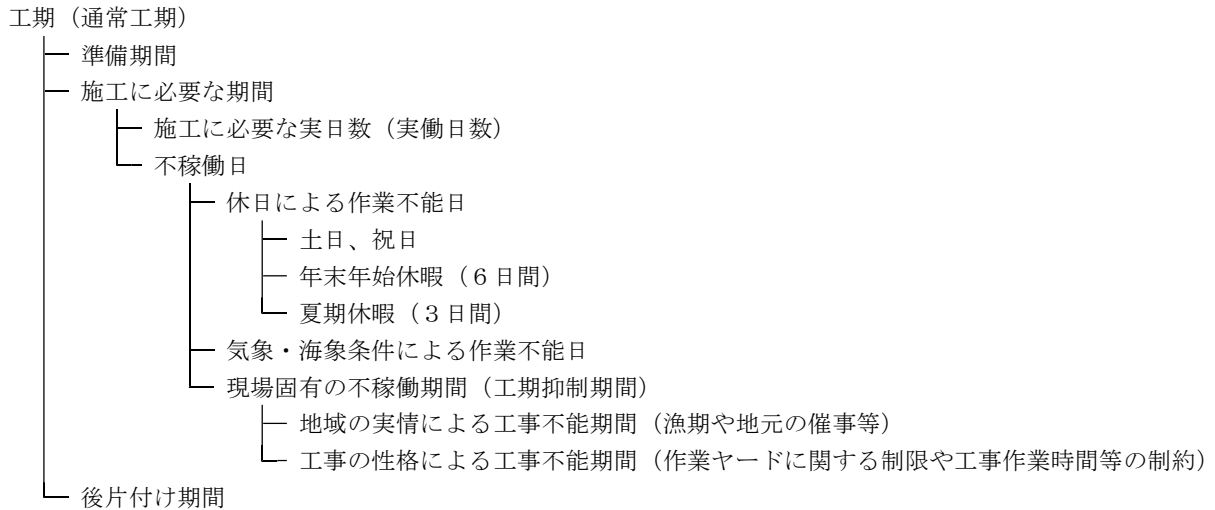 工期（通常工期）
準備期間
施工に必要な期間
施工に必要な実日数（実働日数）
不稼働日
休日による作業不能日
土日、祝日
年末年始休暇（６日間）
夏期休暇（３日間）
気象・海象条件による作業不能日
現場固有の不稼働期間（工期抑制期間）
地域の実情による工事不能期間（漁期や地元の催事等）
工事の性格による工事不能期間（作業ヤードに関する制限や工事作業時間等の制約）
後片付け期間